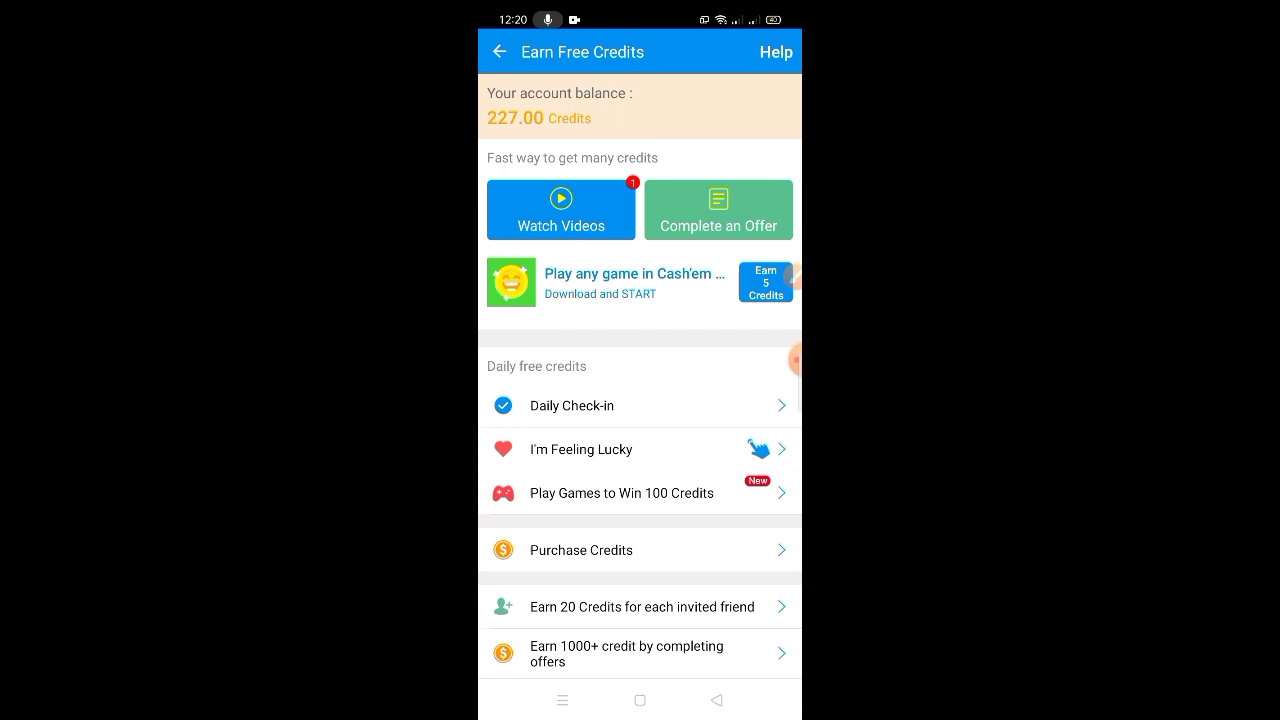 12:20
40
Earn Free Credits
Help
Your account balance :
227.00 Credits
Fast way to get many credits
1
Watch Videos
Complete an Offer
Play any game in Cash'em ...
Download and START
Earn
5
Credits
Daily free credits
Daily Check-in
I'm Feeling Lucky
New
Play Games to Win 100 Credits
Purchase Credits
Earn 20 Credits for each invited friend
Earn 1000+ credit by completing
offers